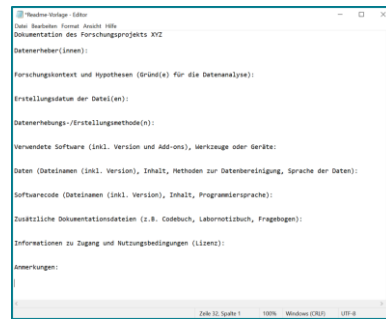 *Readme-Vorlage - Editor
Datei Bearbeiten Format Ansicht Hilfe
Dokumentation des Forschungsprojekts XYZ
Datenerheber(innen):
Forschungskontext und Hypothesen (Gründ(e) für die Datenanalyse):
Erstellungsdatum der Datei(en):
Datenerhebungs-/Erstellungsmethode(n):
Verwendete Software (inkl. Version und Add-ons), Werkzeuge oder Geräte:
Daten (Dateinamen (inkl. Version), Inhalt, Methoden zur Datenbereinigung, Sprache der Daten):
Softwarecode (Dateinamen (inkl. Version), Inhalt, Programmiersprache):
Zusätzliche Dokumentationsdateien (z.B. Codebuch, Labornotizbuch, Fragebogen):
Informationen zu Zugang und Nutzungsbedingungen (Lizenz):
Anmerkungen:
Zeile 32, Spalte 1 100% Windows (CRLF) UTF-8